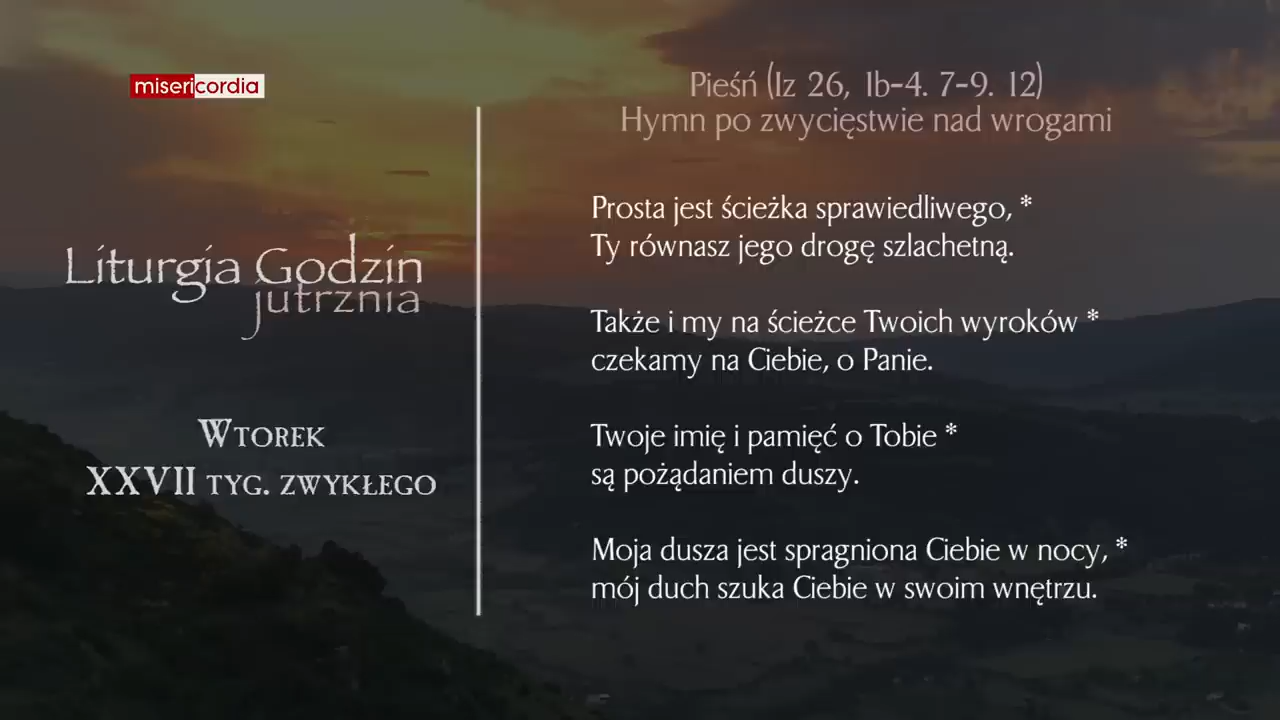 misericordia
Liturgia Godzin
jutrznia
Wtorek
XXVII tyg. zwykłego
Pieśń (Iz 26, 1b-4. 7-9. 12)
Hymn po zwycięstwie nad wrogami
Prosta jest ścieżka sprawiedliwego, *
Ty równasz jego drogę szlachetną.
Także i my na ścieżce Twoich wyroków *
czekamy na Ciebie, o Panie.
Twoje imię i pamięć o Tobie *
są pożądaniem duszy.
Moja dusza jest spragniona Ciebie w nocy, *
mój duch szuka Ciebie w swoim wnętrzu.